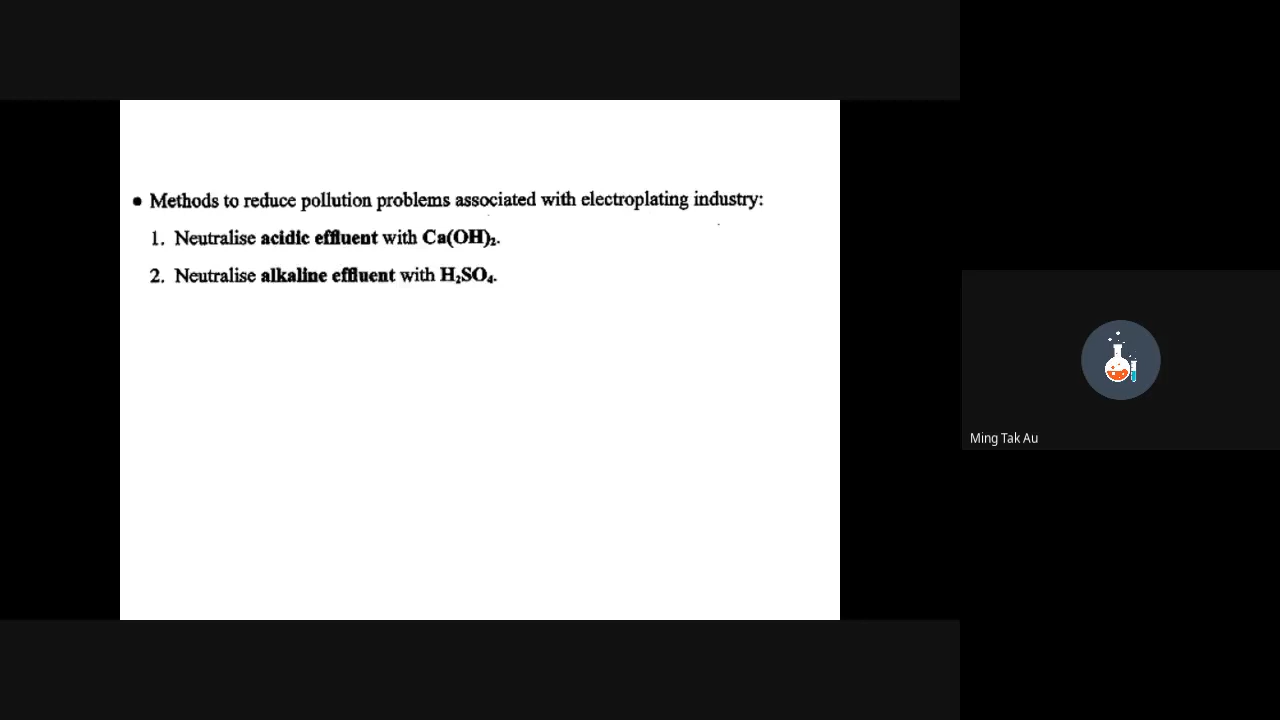 • Methods to reduce pollution problems associated with electroplating industry:
1. Neutralise acidic effluent with Ca(OH)₂.
2. Neutralise alkaline effluent with H₂SO₄.
Ming Tak Au